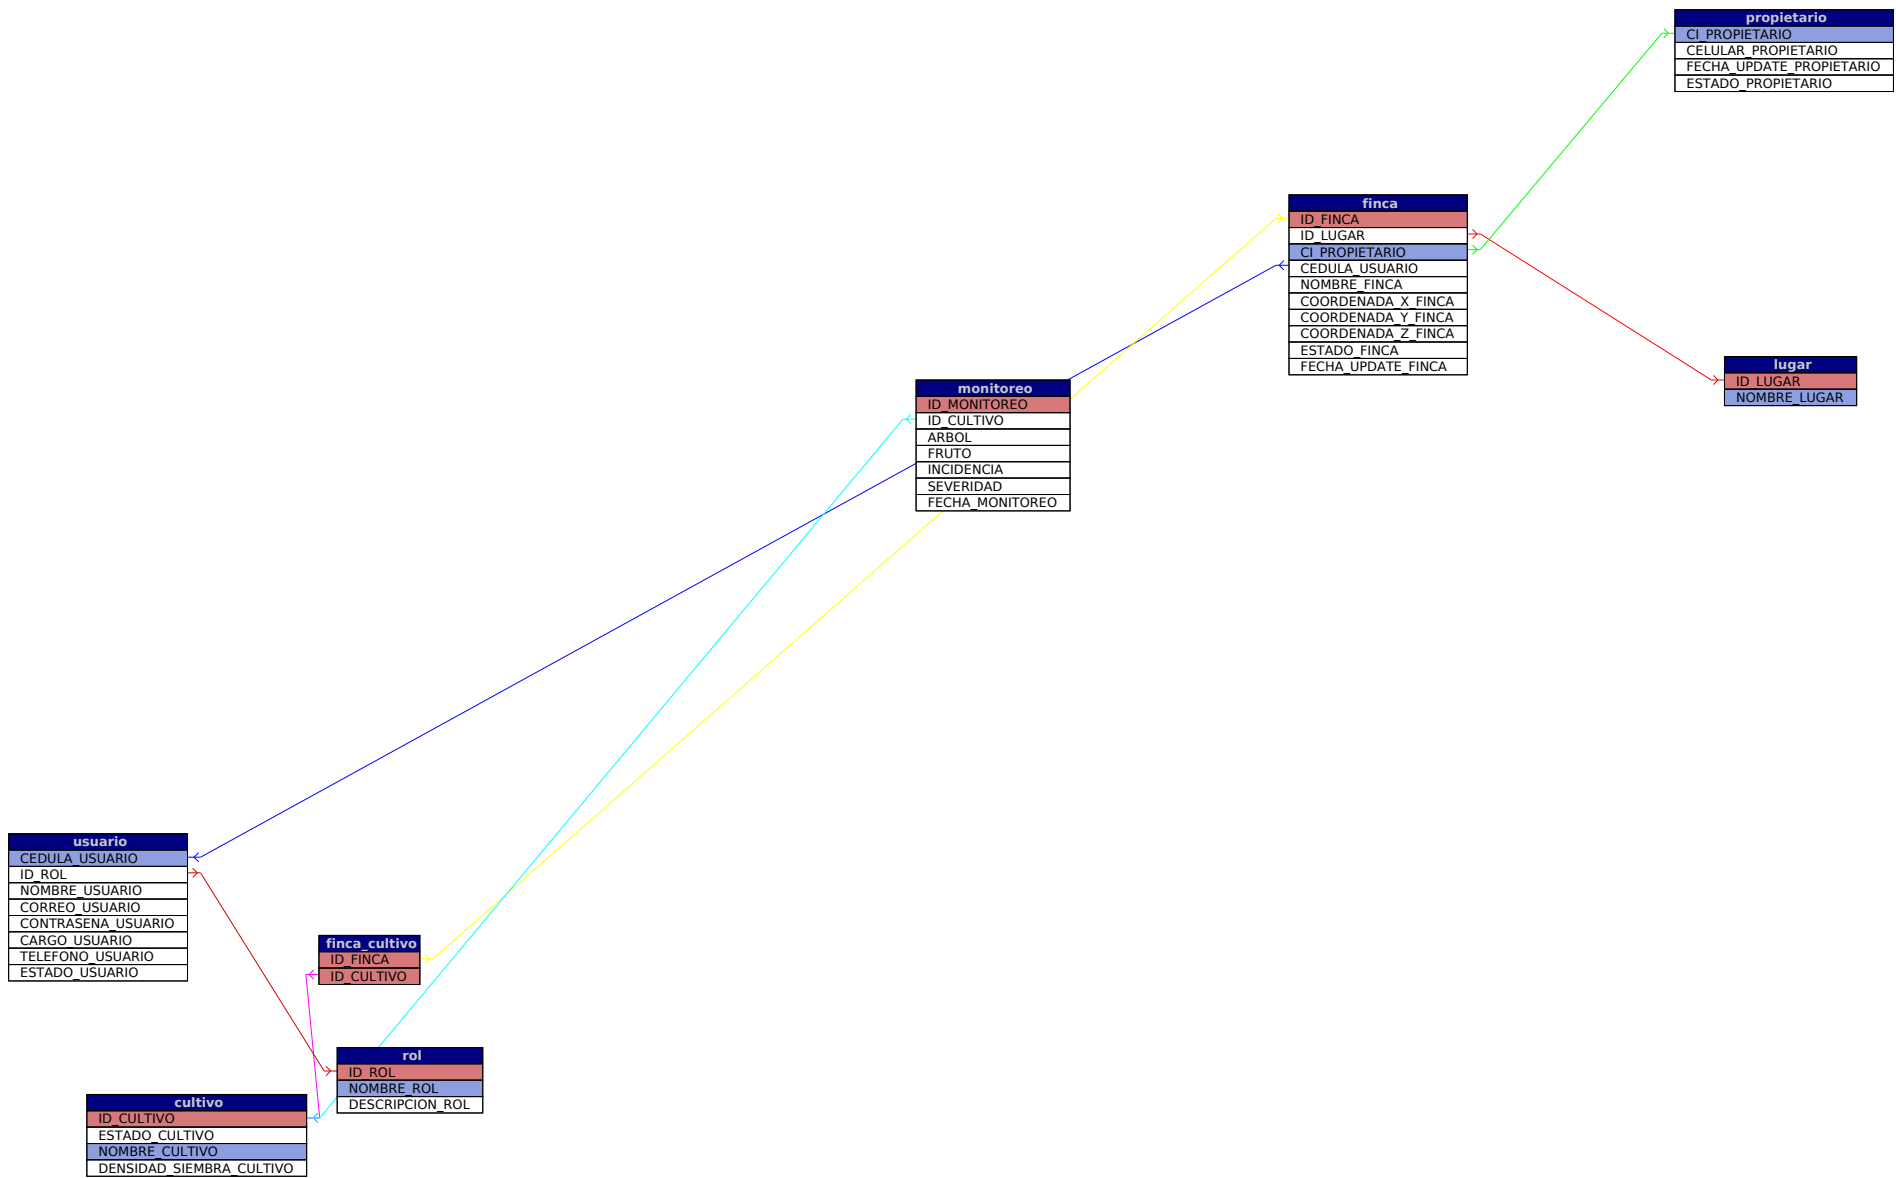 propietario
CI_PROPIETARIO
CELULAR_PROPIETARIO
FECHA_UPDATE_PROPIETARIO
ESTADO_PROPIETARIO
finca
ID_FINCA
ID_LUGAR
CI_PROPIETARIO
CEDULA_USUARIO
NOMBRE_FINCA
COORDENADA_X_FINCA
COORDENADA_Y_FINCA
COORDENADA_Z_FINCA
ESTADO_FINCA
FECHA_UPDATE_FINCA
lugar
ID_LUGAR
NOMBRE_LUGAR
monitoreo
ID_MONITOREO
ID_CULTIVO
ARBOL
FRUTO
INCIDENCIA
SEVERIDAD
FECHA_MONITOREO
usuario
CEDULA_USUARIO
ID_ROL
NOMBRE_USUARIO
CORREO_USUARIO
CONTRASENA_USUARIO
CARGO_USUARIO
TELEFONO_USUARIO
ESTADO_USUARIO
finca_cultivo
ID_FINCA
ID_CULTIVO
rol
ID_ROL
NOMBRE_ROL
DESCRIPCION_ROL
cultivo
ID_CULTIVO
ESTADO_CULTIVO
NOMBRE_CULTIVO
DENSIDAD_SIEMBRA_CULTIVO